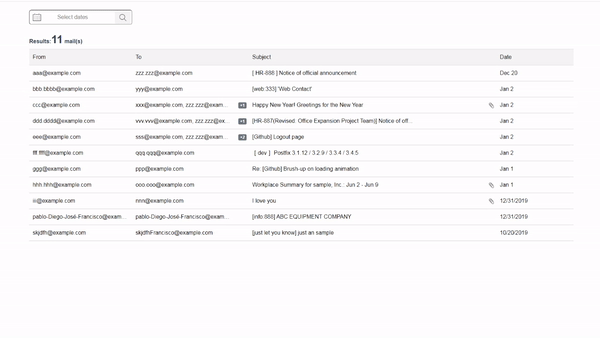 Select dates
Results: 11 mail(s)
From To Subject Date
aaa@example.com zzz.zzz@example.com [ HR-888 ] Notice of official announcement Dec 20
bbb.bbbb@example.com yyy@example.com [web:333] 'Web Contact' Jan 2
ccc@example.com xxx@example.com, zzz.zzz@exam... +1 Happy New Year! Greetings for the New Year Jan 2
ddd.dddd@example.com vvv.vvv@example.com, zzz.zzz@ex... +1 [HR-887(Revised: Office Expansion Project Team)] Notice of off... Jan 2
eee@example.com sss@example.com, zzz.zzz@exam... +2 [Github] Logout page Jan 2
fff.ffff@example.com qqq.qqq@example.com [ dev ] Postfix 3.1.12 / 3.2.9 / 3.3.4 / 3.4.5 Jan 2
ggg@example.com ppp@example.com Re: [Github] Brush-up on loading animation Jan 1
hhh.hhh@example.com ooo.ooo@example.com Workplace Summary for sample, Inc.: Jun 2 - Jun 9 Jan 1
iii@example.com nnn@example.com I love you 12/31/2019
pablo-Diego-José-Francisco@exam... pablo-Diego-José-Francisco@exam... [info 888] ABC EQUIPMENT COMPANY 12/31/2019
skjdfh@example.com skjdfhFrancisco@example.com [just let you know] just an sample 10/20/2019